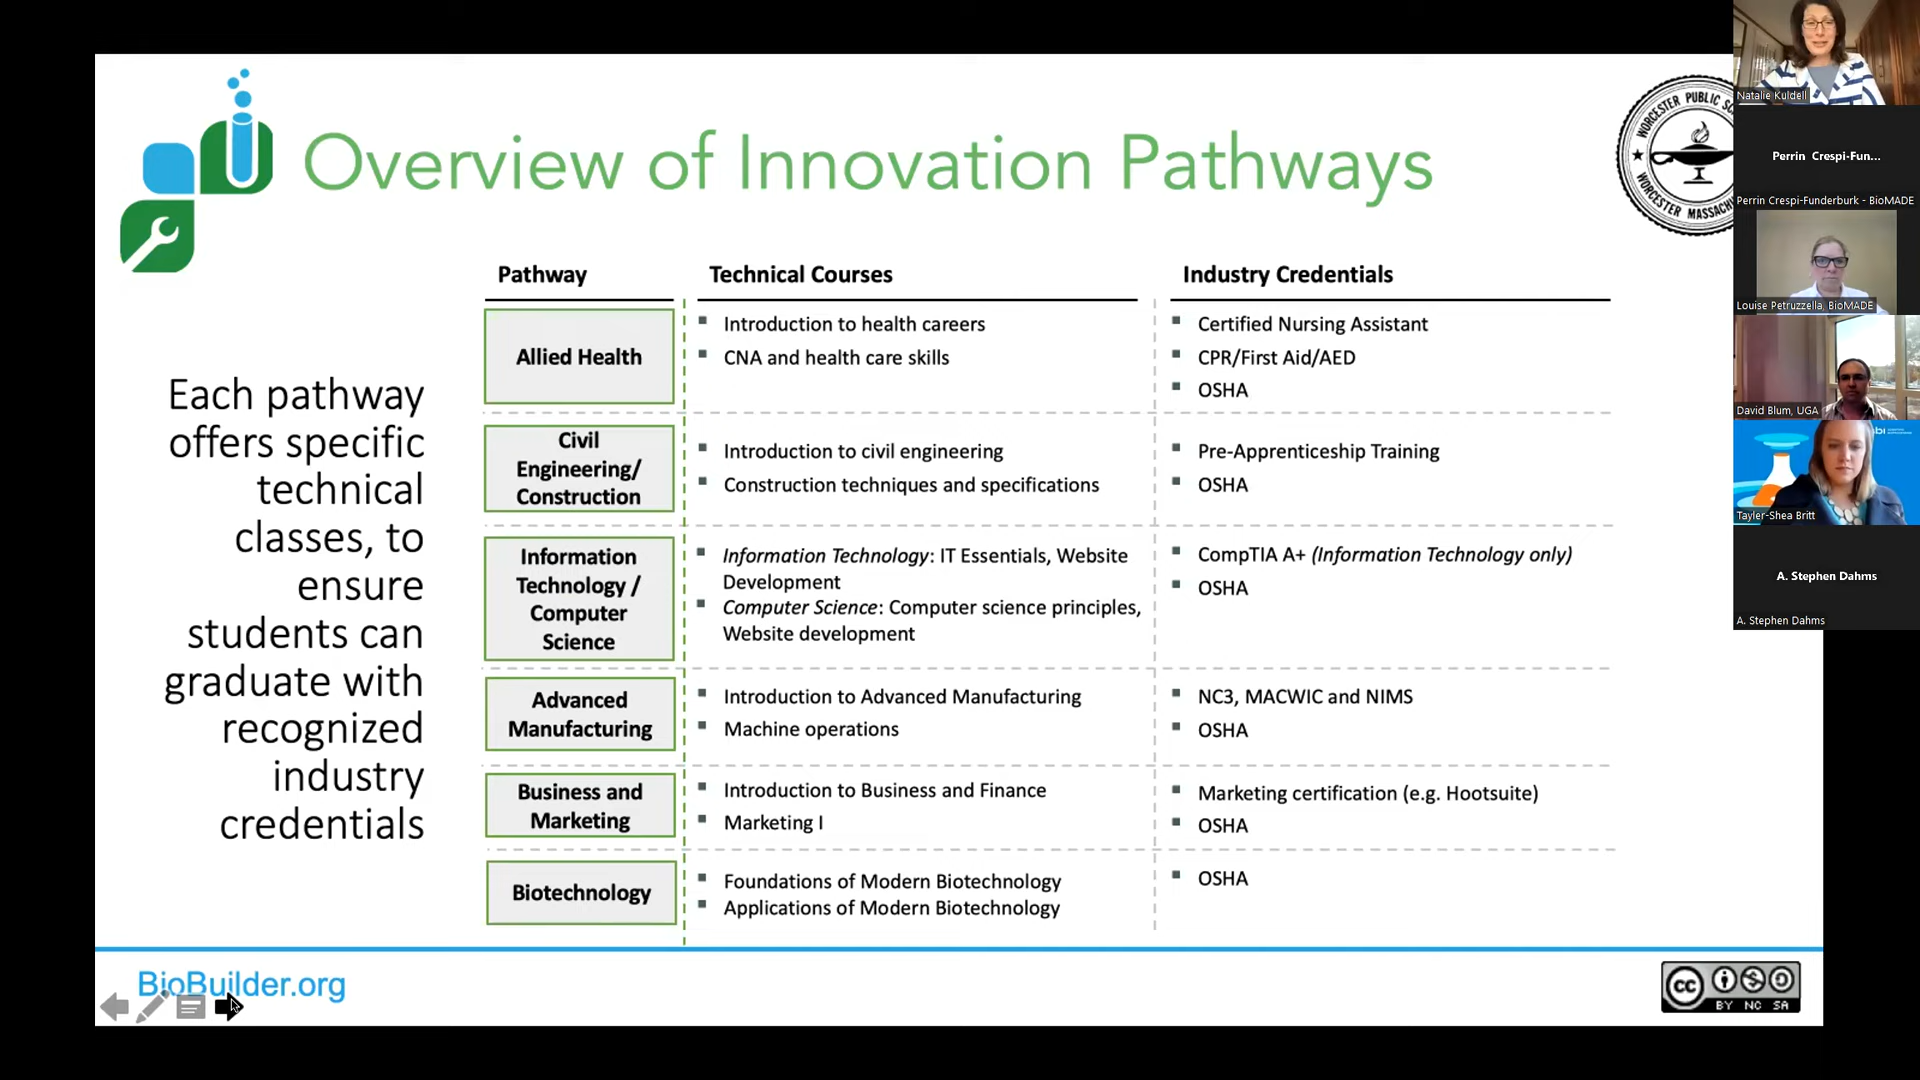 Overview of Innovation Pathways
WORCESTER PUBLIC
WORCESTER
Each pathway
offers specific
technical
classes, to
ensure
students can
graduate with
recognized
industry
credentials
Pathway
Technical Courses
Industry Credentials
Allied Health
Introduction to health careers
CNA and health care skills
Certified Nursing Assistant
CPR/First Aid/AED
OSHA
Civil
Engineering/
Construction
Introduction to civil engineering
Construction techniques and specifications
Pre-Apprenticeship Training
OSHA
Information
Technology /
Computer
Science
Information Technology: IT Essentials, Website
Development
Computer Science: Computer science principles,
Website development
CompTIA A+ (Information Technology only)
OSHA
Advanced
Manufacturing
Introduction to Advanced Manufacturing
Machine operations
NC3, MACWIC and NIMS
OSHA
Business and
Marketing
Introduction to Business and Finance
Marketing I
Marketing certification (e.g. Hootsuite)
OSHA
Biotechnology
Foundations of Modern Biotechnology
Applications of Modern Biotechnology
OSHA
BioBuilder.org
cc
BY NC SA
Natalie Kuldell
Perrin Crespi-Fun...
Perrin Crespi-Funderburk - BioMADE
Louise Petruzzella, BioMADE
David Blum, UGA
Tayler-Shea Britt
A. Stephen Dahms
A. Stephen Dahms